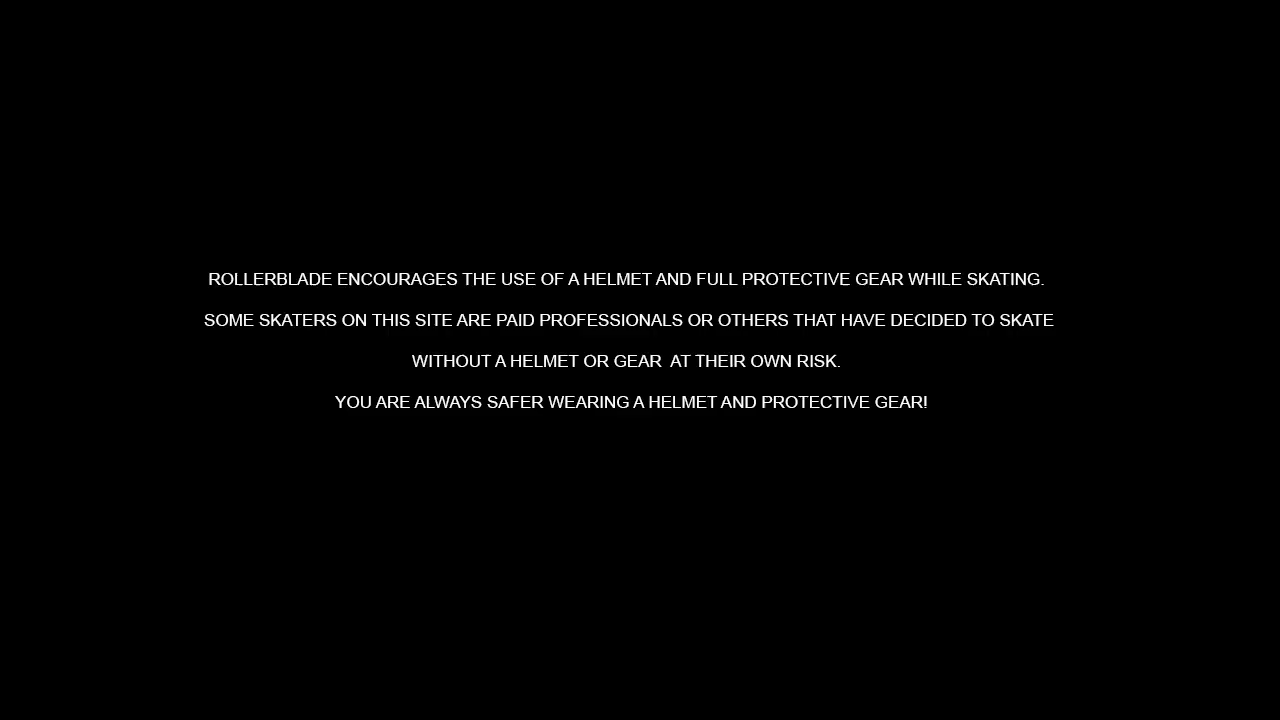 ROLLERBLADE ENCOURAGES THE USE OF A HELMET AND FULL PROTECTIVE GEAR WHILE SKATING.
SOME SKATERS ON THIS SITE ARE PAID PROFESSIONALS OR OTHERS THAT HAVE DECIDED TO SKATE
WITHOUT A HELMET OR GEAR  AT THEIR OWN RISK.
YOU ARE ALWAYS SAFER WEARING A HELMET AND PROTECTIVE GEAR!